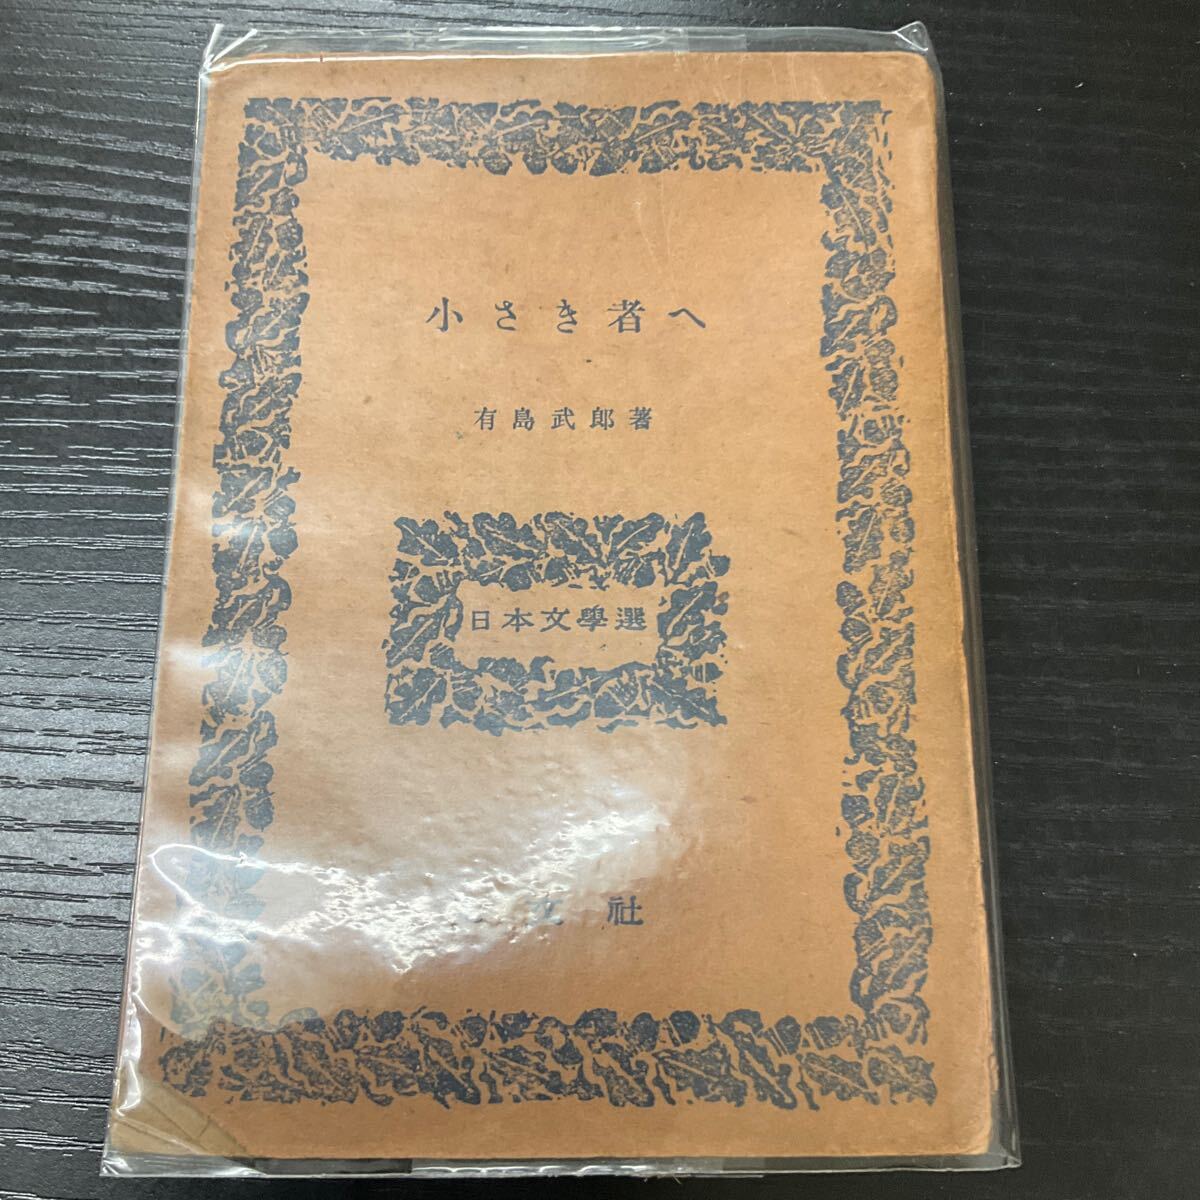 小さき者へ
有島武郎著
日本文學選
社